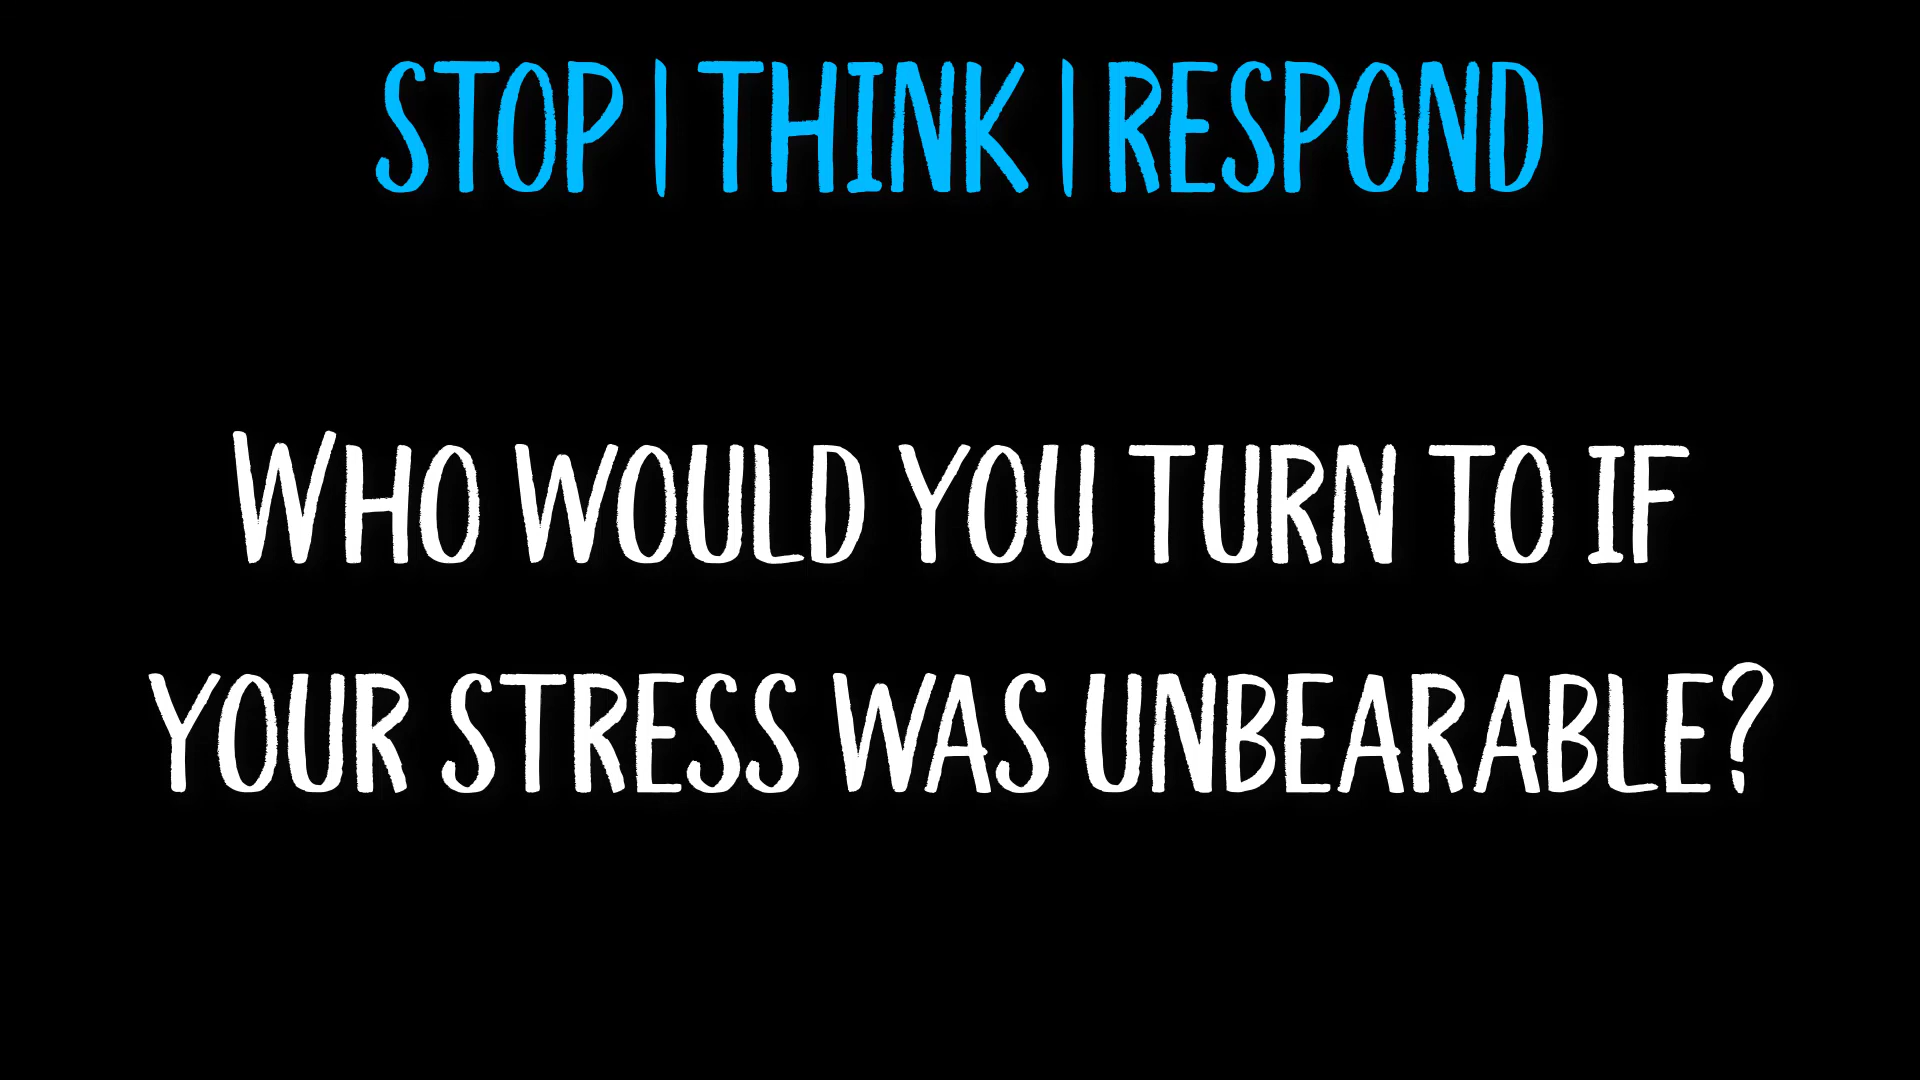 STOP | THINK | RESPOND
WHO WOULD YOU TURN TO IF
YOUR STRESS WAS UNBEARABLE?